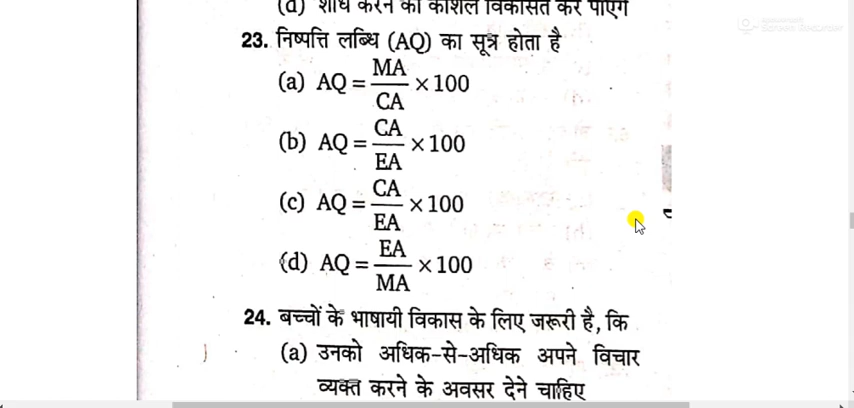 (d) शोध करने का कौशल विकसित कर पाएंगे
23. निष्पत्ति लब्धि (AQ) का सूत्र होता है
(a) AQ = MA/CA × 100
(b) AQ = CA/EA × 100
(c) AQ = CA/EA × 100
(d) AQ = EA/MA × 100
24. बच्चों के भाषायी विकास के लिए जरूरी है, कि
(a) उनको अधिक-से-अधिक अपने विचार
व्यक्त करने के अवसर देने चाहिए